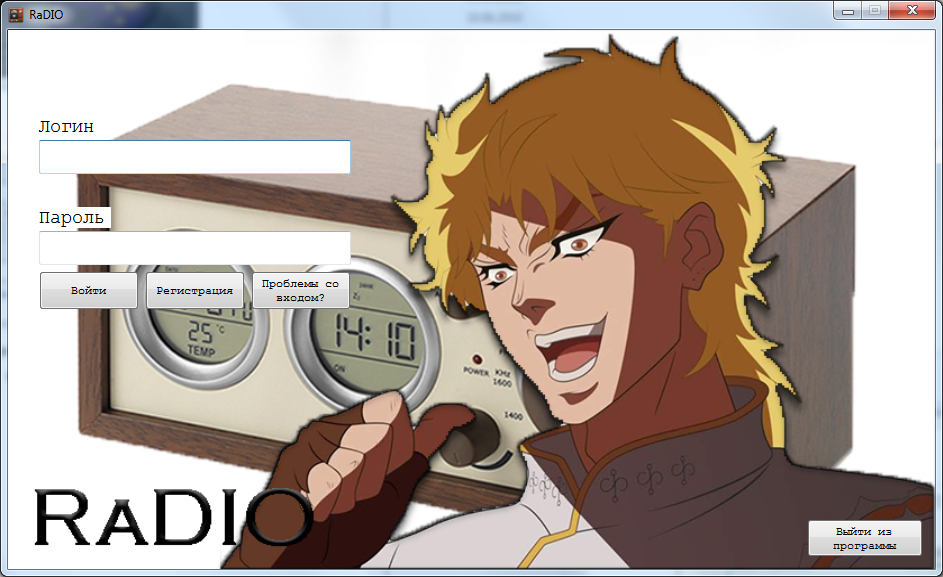 RaDIO
Логин
Пароль
Войти
Регистрация
Проблемы со
входом?
25 °C
TEMP
14:10
ON
POWER
KHz
1600
1400
RaDIO
Выйти из
программы